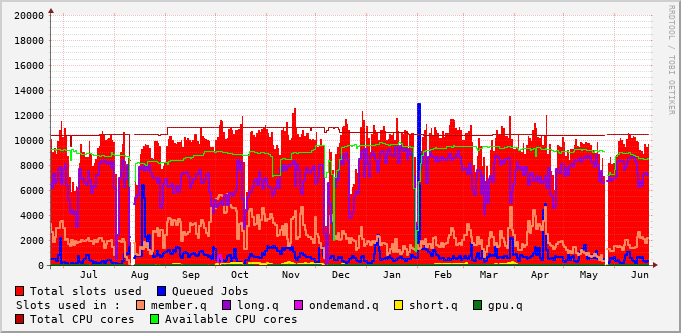 20000
18000
16000
14000
12000
10000
8000
6000
4000
2000
0
Jul Aug Sep Oct Nov Dec Jan Feb Mar Apr May Jun
RRDTOOL / TOBI OETIKER
Total slots used Queued Jobs
Slots used in : member.q long.q ondemand.q short.q gpu.q
Total CPU cores Available CPU cores